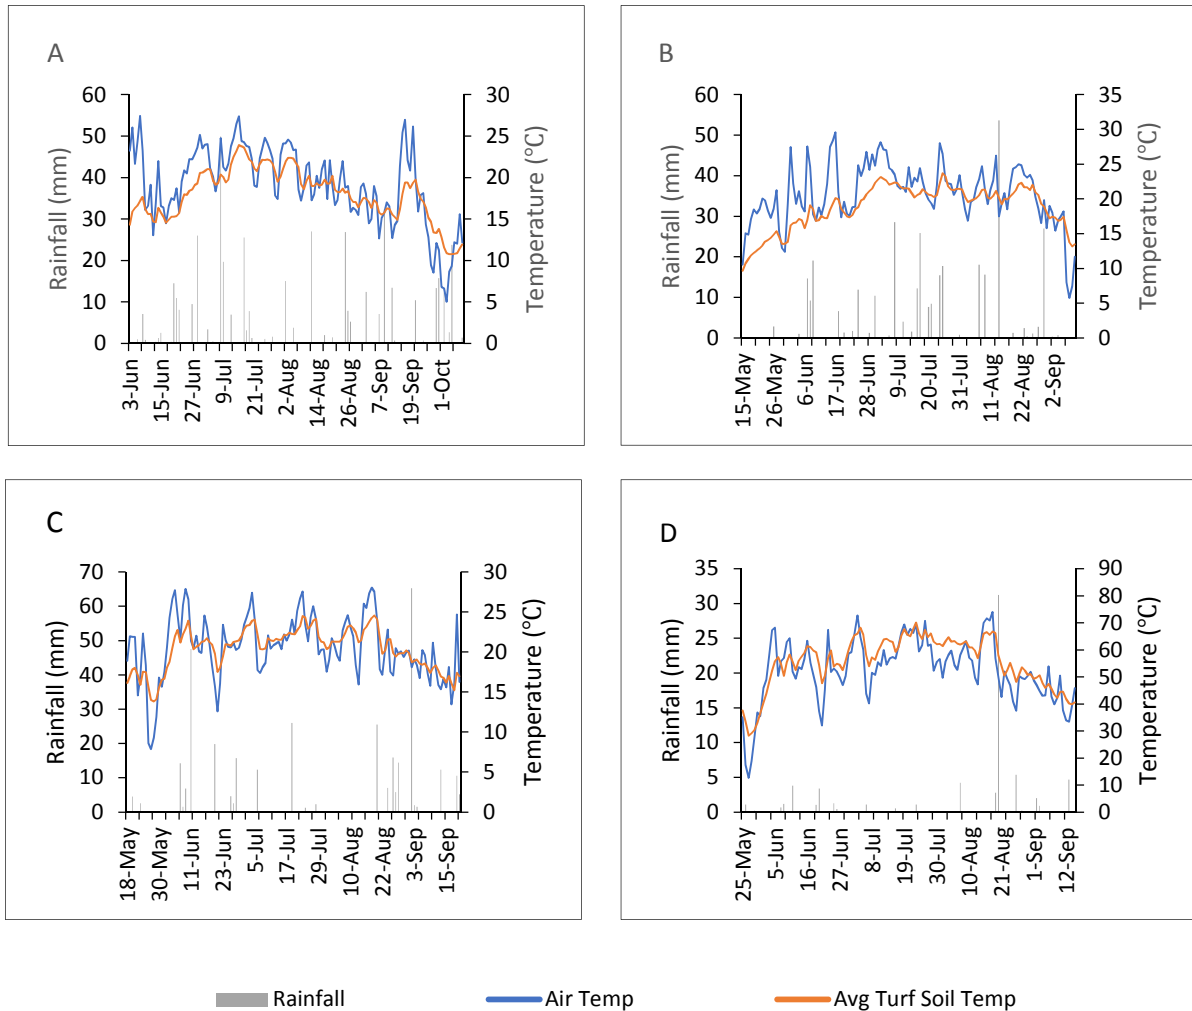 A
60
50
40
30
20
10
0
Rainfall (mm)
30
25
20
15
10
5
0
Temperature (°C)
3-Jun
15-Jun
27-Jun
9-Jul
21-Jul
2-Aug
14-Aug
26-Aug
7-Sep
19-Sep
1-Oct
B
60
50
40
30
20
10
0
Rainfall (mm)
35
30
25
20
15
10
5
0
Temperature (°C)
15-May
26-May
6-Jun
17-Jun
28-Jun
9-Jul
20-Jul
31-Jul
11-Aug
22-Aug
2-Sep
C
70
60
50
40
30
20
10
0
Rainfall (mm)
30
25
20
15
10
5
0
Temperature (°C)
18-May
30-May
11-Jun
23-Jun
5-Jul
17-Jul
29-Jul
10-Aug
22-Aug
3-Sep
15-Sep
D
35
30
25
20
15
10
5
0
Rainfall (mm)
90
80
70
60
50
40
30
20
10
0
Temperature (°C)
25-May
5-Jun
16-Jun
27-Jun
8-Jul
19-Jul
30-Jul
10-Aug
21-Aug
1-Sep
12-Sep
Rainfall
Air Temp
Avg Turf Soil Temp